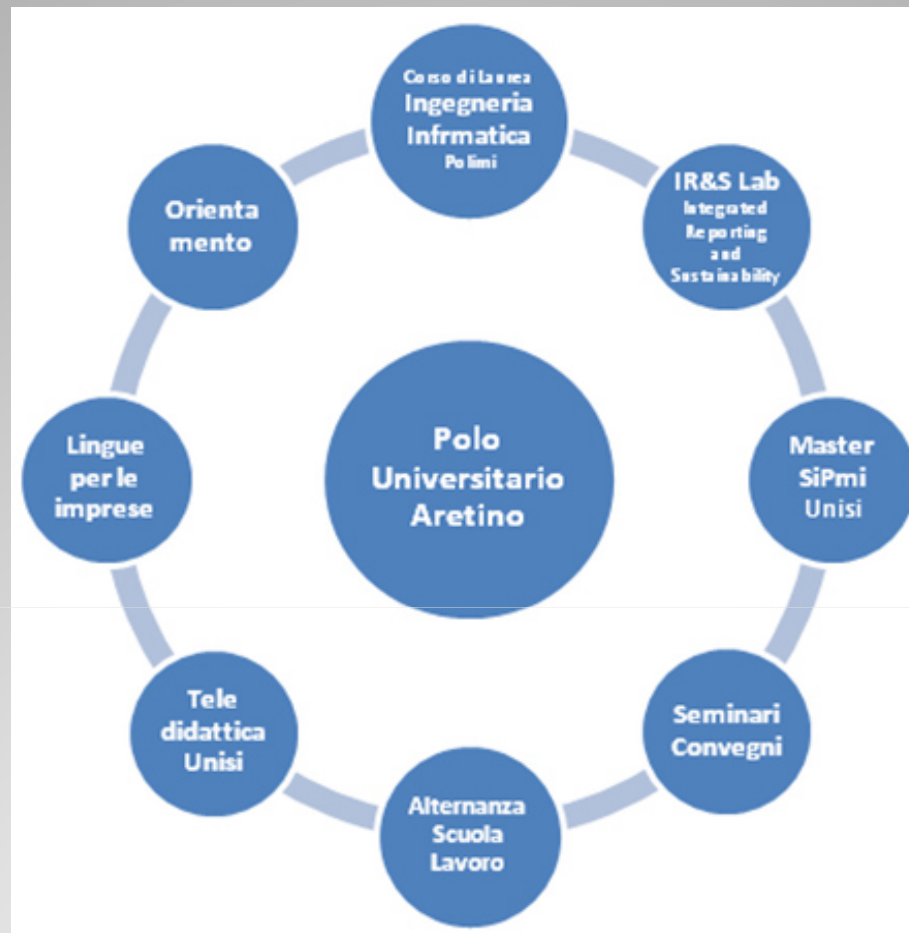 Corso di Laurea
Ingegneria
Infrmatica
Polimi
IR&S Lab
Integrated
Reporting
and
Sustainability
Master
SiPmi
Unisi
Seminari
Convegni
Alternanza
Scuola
Lavoro
Tele
didattica
Unisi
Lingue
per le
imprese
Orienta
mento
Polo
Universitario
Aretino